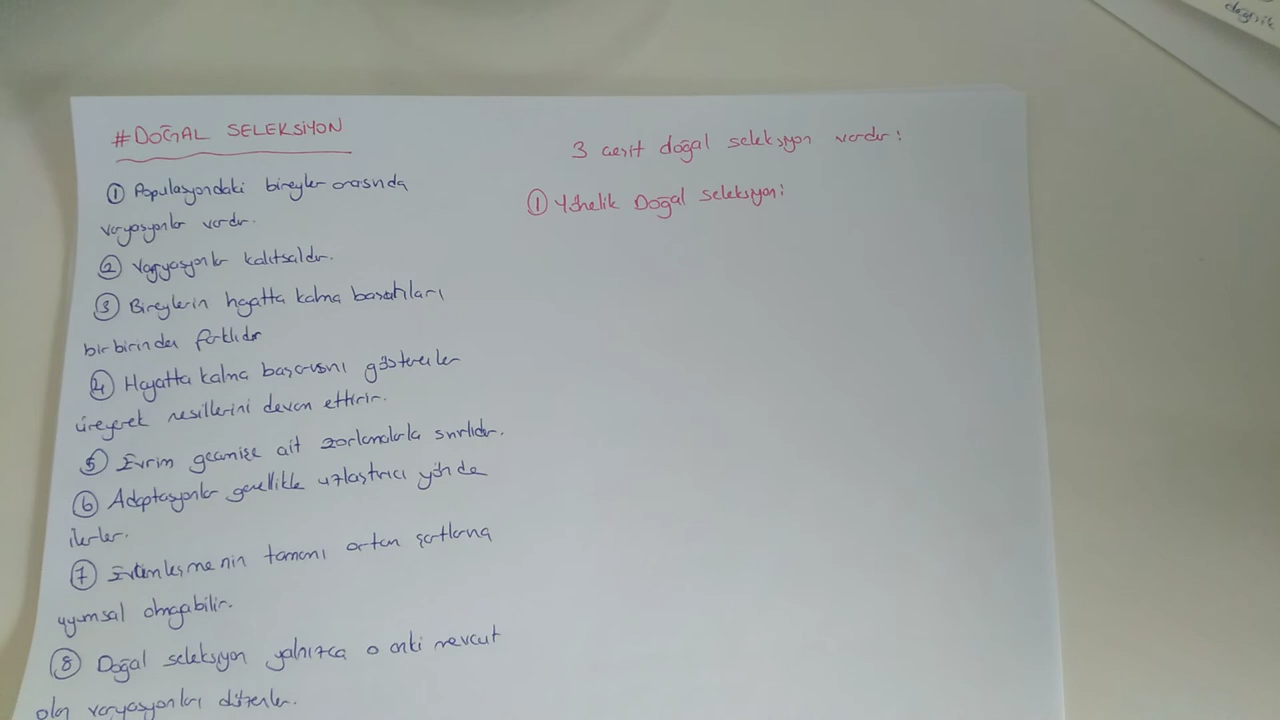 #DOĞAL SELEKSİYON
① Populasyondaki bireyler arasında
varyasyonlar vardır.
② Varyasyonlar kalıtsaldır.
③ Bireylerin hayatta kalma başarıları
birbirinden farklıdır
④ Hayatta kalma başarısını gösterenler
üreyerek nesillerini devam ettirir.
⑤ Evrim geçmişe ait zorlamalarla sınırlıdır.
⑥ Adaptasyonlar genellikle uzlaştırıcı yönde
ilerler.
⑦ Evrimleşmenin tamamı ortam şartlarına
uyumsal olmayabilir.
⑧ Doğal seleksiyon yalnızca o anki mevcut
olan varyasyonları düzenler.
3 çeşit doğal seleksiyon vardır:
① Yönelik Doğal Seleksiyon:
değişik